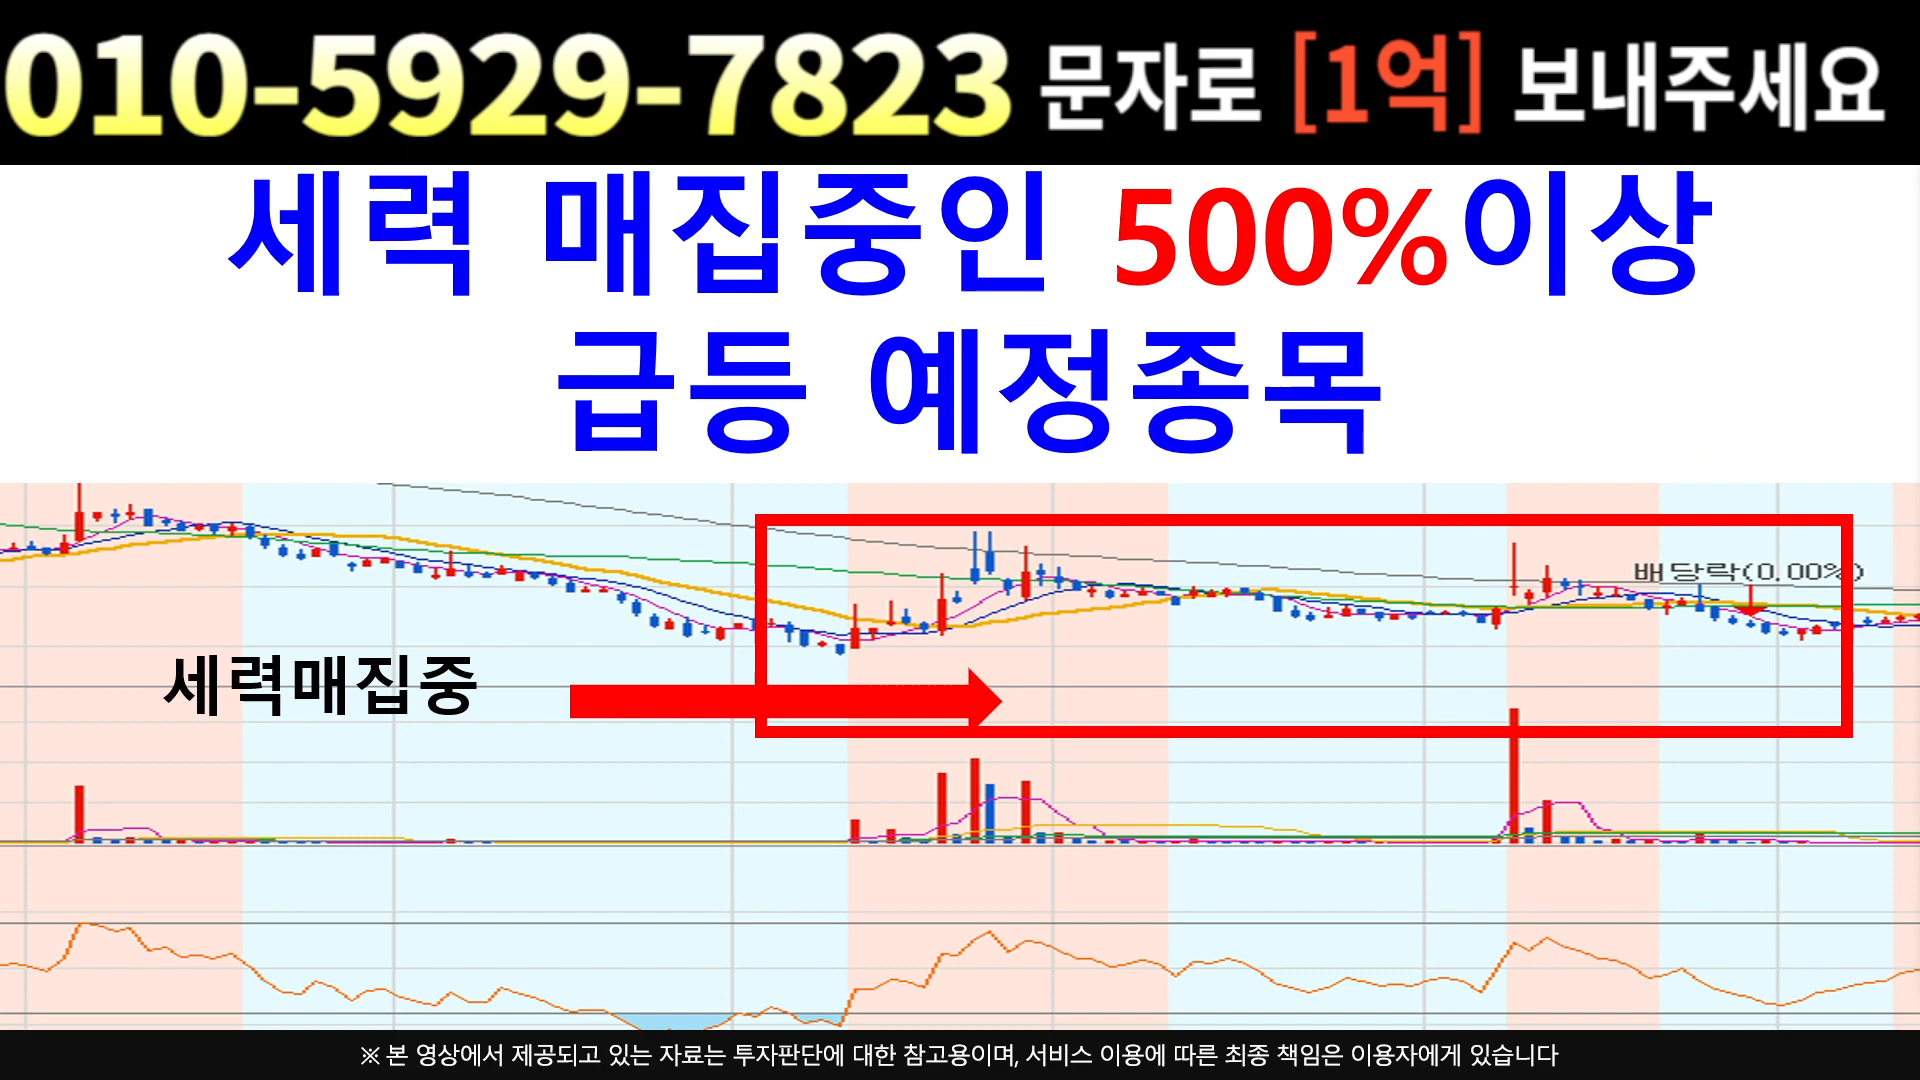 010-5929-7823 문자로 [1억] 보내주세요
세력 매집중인 500%이상
급등 예정종목
배당락(0.00%)
세력매집중
※ 본 영상에서 제공되고 있는 자료는 투자판단에 대한 참고용이며, 서비스 이용에 따른 최종 책임은 이용자에게 있습니다